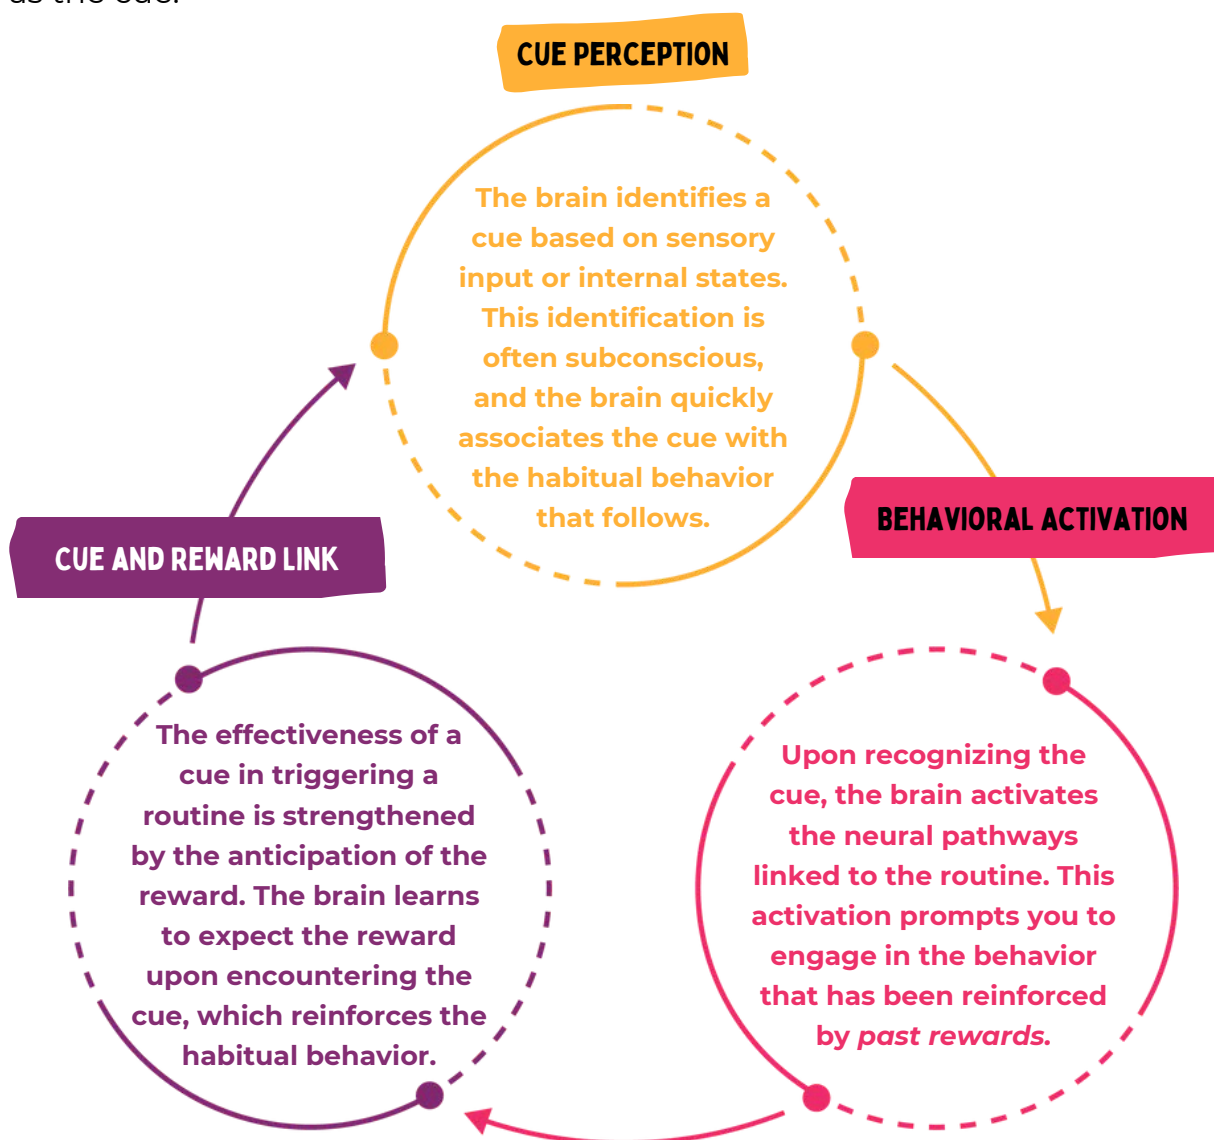 as the cue.
CUE PERCEPTION
The brain identifies a
cue based on sensory
input or internal states.
This identification is
often subconscious,
and the brain quickly
associates the cue with
the habitual behavior
that follows.
BEHAVIORAL ACTIVATION
Upon recognizing the
cue, the brain activates
the neural pathways
linked to the routine. This
activation prompts you to
engage in the behavior
that has been reinforced
by past rewards.
CUE AND REWARD LINK
The effectiveness of a
cue in triggering a
routine is strengthened
by the anticipation of the
reward. The brain learns
to expect the reward
upon encountering the
cue, which reinforces the
habitual behavior.